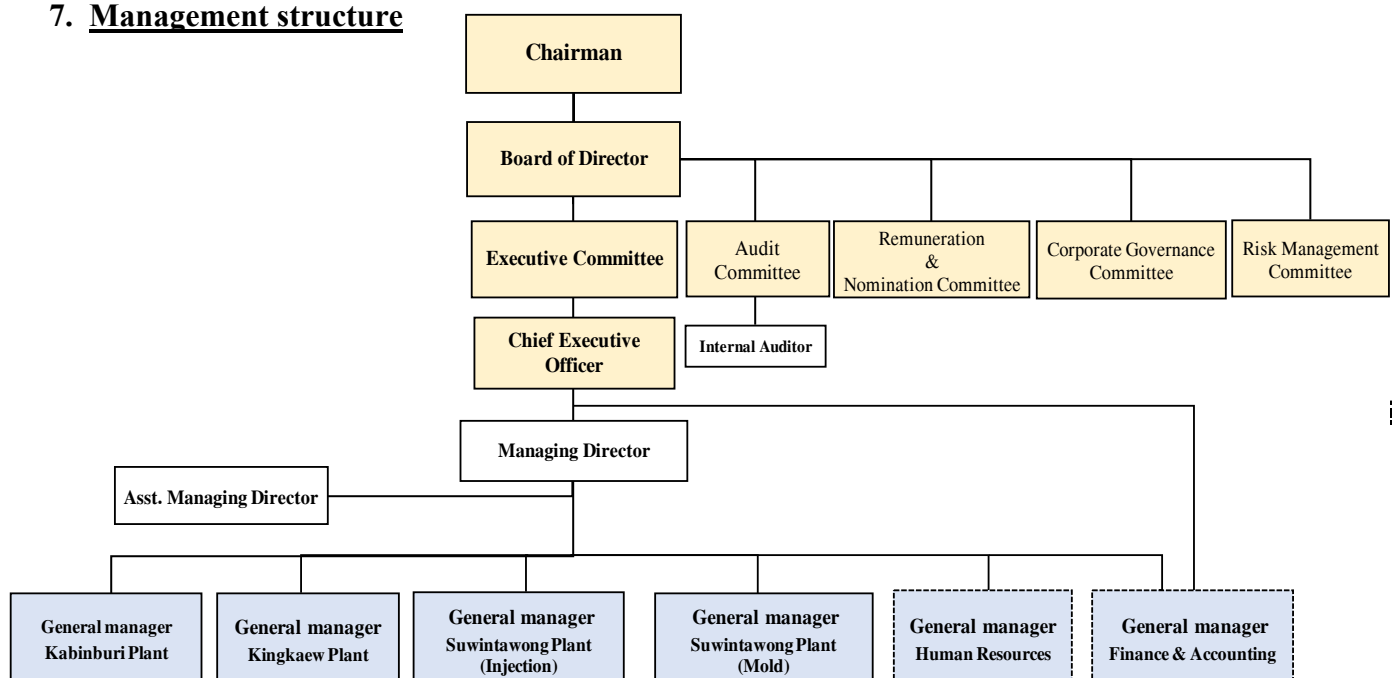 7. Management structure
Chairman
Board of Director
Executive Committee
Audit
Committee
Remuneration
&
Nomination Committee
Corporate Governance
Committee
Risk Management
Committee
Chief Executive
Officer
Internal Auditor
Managing Director
Asst. Managing Director
General manager
Kabinburi Plant
General manager
Kingkaew Plant
General manager
Suwintawong Plant
(Injection)
General manager
Suwintawong Plant
(Mold)
General manager
Human Resources
General manager
Finance & Accounting